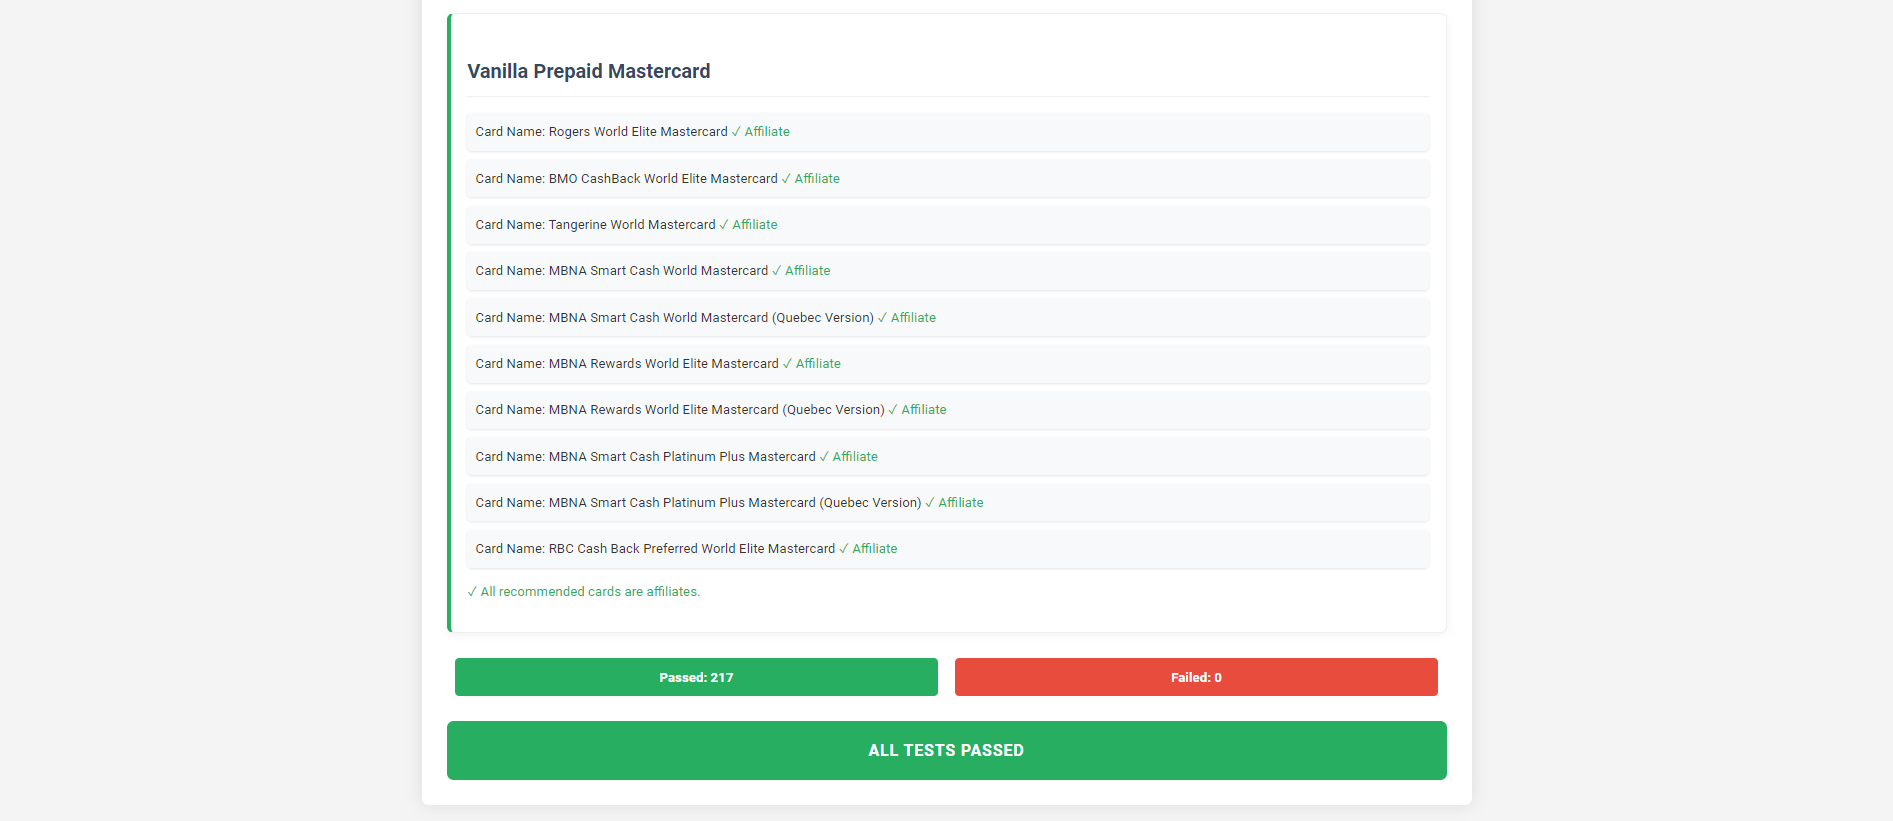 Vanilla Prepaid Mastercard
Card Name: Rogers World Elite Mastercard ✓ Affiliate
Card Name: BMO CashBack World Elite Mastercard ✓ Affiliate
Card Name: Tangerine World Mastercard ✓ Affiliate
Card Name: MBNA Smart Cash World Mastercard ✓ Affiliate
Card Name: MBNA Smart Cash World Mastercard (Quebec Version) ✓ Affiliate
Card Name: MBNA Rewards World Elite Mastercard ✓ Affiliate
Card Name: MBNA Rewards World Elite Mastercard (Quebec Version) ✓ Affiliate
Card Name: MBNA Smart Cash Platinum Plus Mastercard ✓ Affiliate
Card Name: MBNA Smart Cash Platinum Plus Mastercard (Quebec Version) ✓ Affiliate
Card Name: RBC Cash Back Preferred World Elite Mastercard ✓ Affiliate
✓ All recommended cards are affiliates.
Passed: 217
Failed: 0
ALL TESTS PASSED